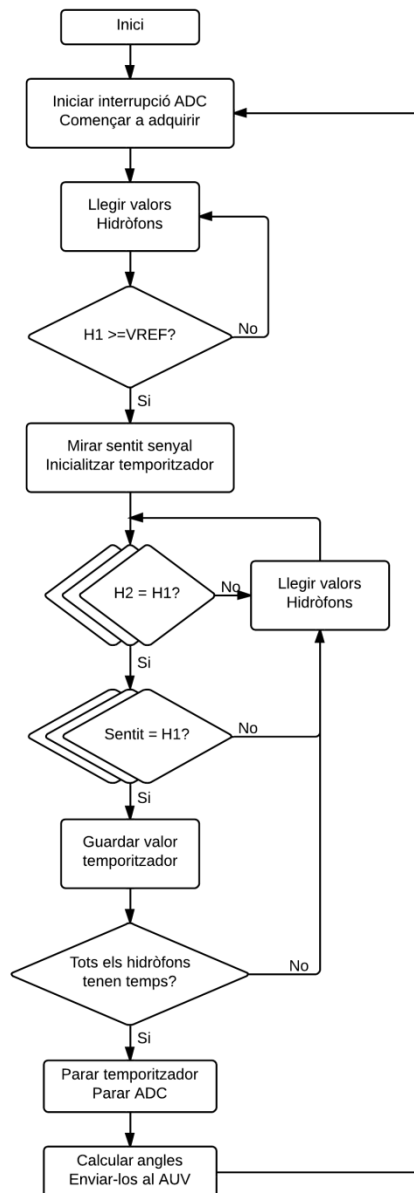 Inici
Iniciar interrupció ADC
Començar a adquirir
Llegir valors
Hidròfons
H1 >=VREF?
No
Si
Mirar sentit senyal
Inicialitzar temporitzador
H2 = H1?
No
Llegir valors
Hidròfons
Si
Sentit = H1?
No
Si
Guardar valor
temporitzador
Tots els hidròfons
tenen temps?
No
Si
Parar temporitzador
Parar ADC
Calcular angles
Enviar-los al AUV